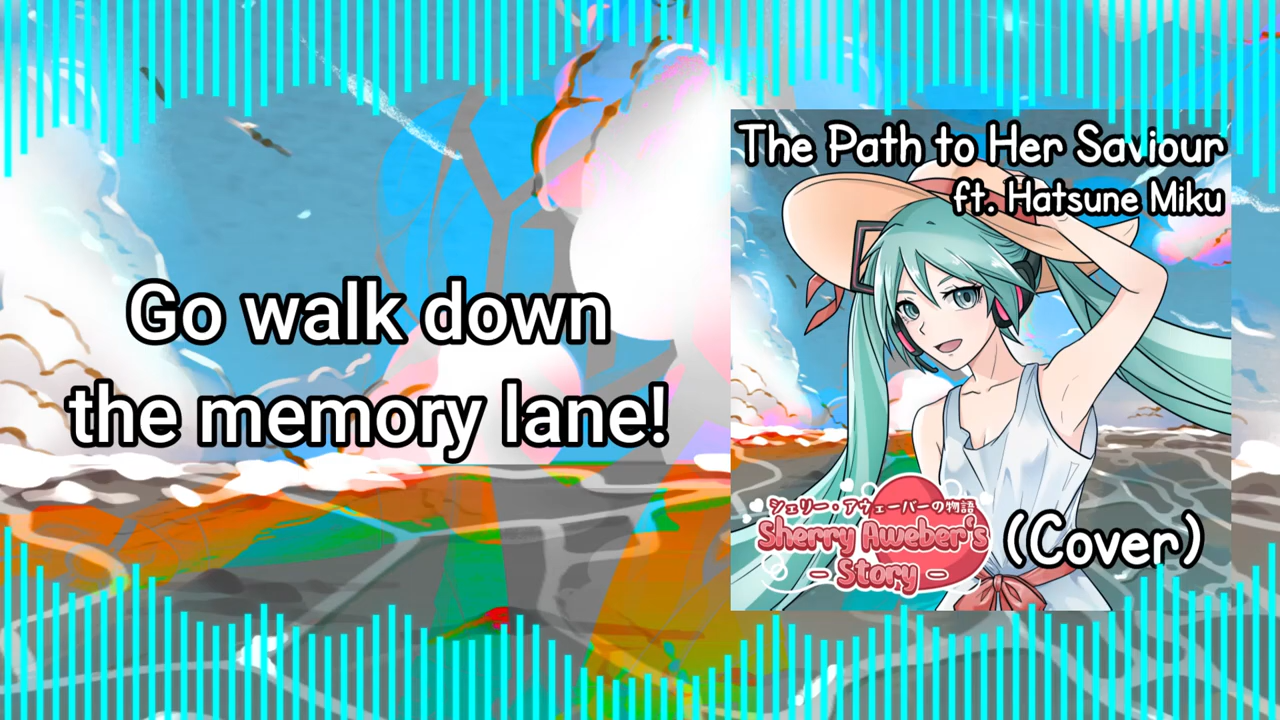 Go walk down
the memory lane!
The Path to Her Saviour
ft. Hatsune Miku
シェリー・アウェーバーの物語
Sherry Aweber's
- Story -
(Cover)